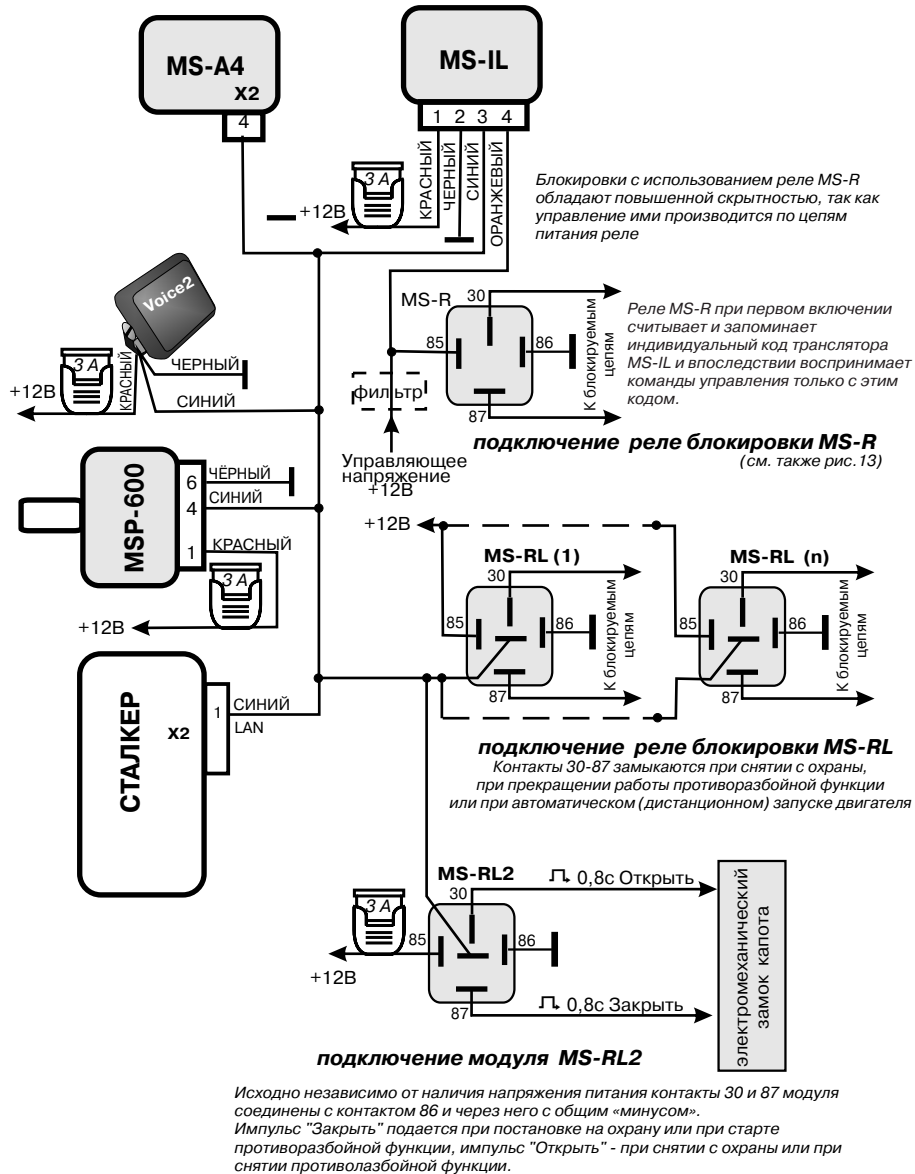 MS-A4
X2
4
MS-IL
1 2 3 4
КРАСНЫЙ
ЧЕРНЫЙ
СИНИЙ
ОРАНЖЕВЫЙ
3 А
+12В
Блокировки с использованием реле MS-R
обладают повышенной скрытностью, так как
управление ими производится по цепям
питания реле
Voice2
3 А
+12В
КРАСНЫЙ
ЧЕРНЫЙ
СИНИЙ
MS-R
30
85
86
87
К блокируемым
цепям
фильтр
Управляющее
напряжение
+12В
Реле MS-R при первом включении
считывает и запоминает
индивидуальный код транслятора
MS-IL и впоследствии воспринимает
команды управления только с этим
кодом.
подключение реле блокировки MS-R
(см. также рис.13)
MSP-600
6
ЧЁРНЫЙ
4
СИНИЙ
1
КРАСНЫЙ
3 А
+12В
+12В
MS-RL (1)
30
85
86
87
К блокируемым
цепям
MS-RL (n)
30
85
86
87
К блокируемым
цепям
СТАЛКЕР
X2
1
СИНИЙ
LAN
подключение реле блокировки MS-RL
Контакты 30-87 замыкаются при снятии с охраны,
при прекращении работы противоразбойной функции
или при автоматическом (дистанционном) запуске двигателя
MS-RL2
30
85
86
87
3 А
+12В
0,8с Открыть
0,8с Закрыть
электромеханический
замок капота
подключение модуля MS-RL2
Исходно независимо от наличия напряжения питания контакты 30 и 87 модуля
соединены с контактом 86 и через него с общим «минусом».
Импульс "Закрыть" подается при постановке на охрану или при старте
противоразбойной функции, импульс "Открыть" - при снятии с охраны или при
снятии противолазбойной функции.